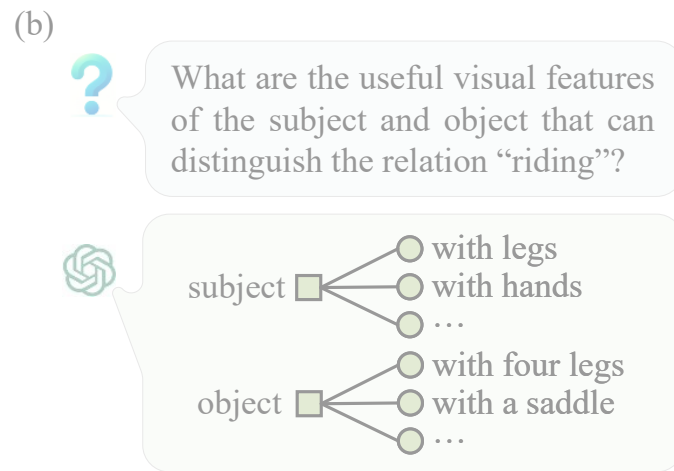 (b)
What are the useful visual features
of the subject and object that can
distinguish the relation “riding”?
with legs
subject with hands
…
with four legs
object with a saddle
…